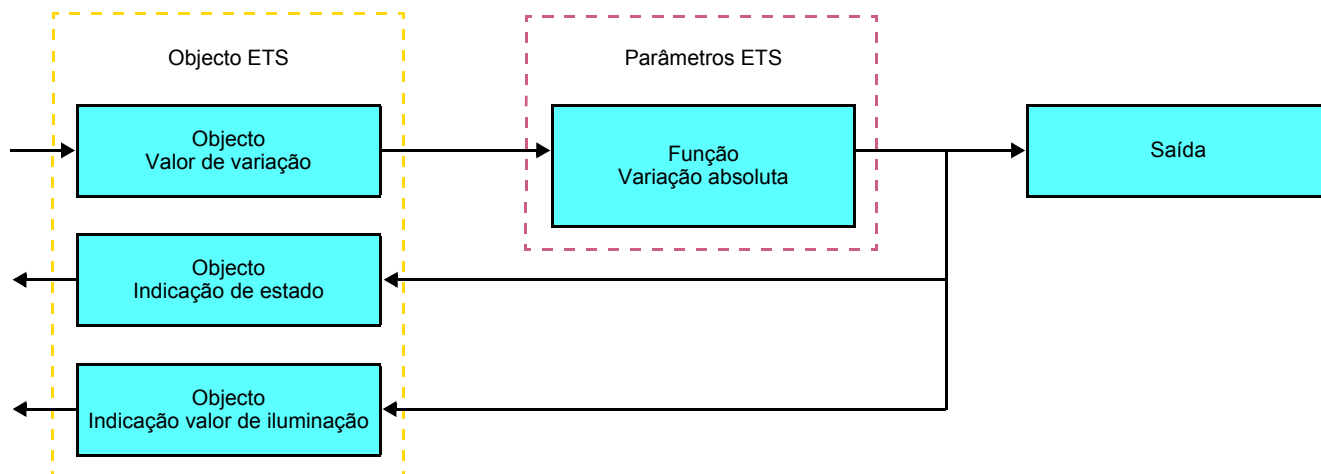 Objecto ETS
Parâmetros ETS
Objecto
Valor de variação
Função
Variação absoluta
Saída
Objecto
Indicação de estado
Objecto
Indicação valor de iluminação